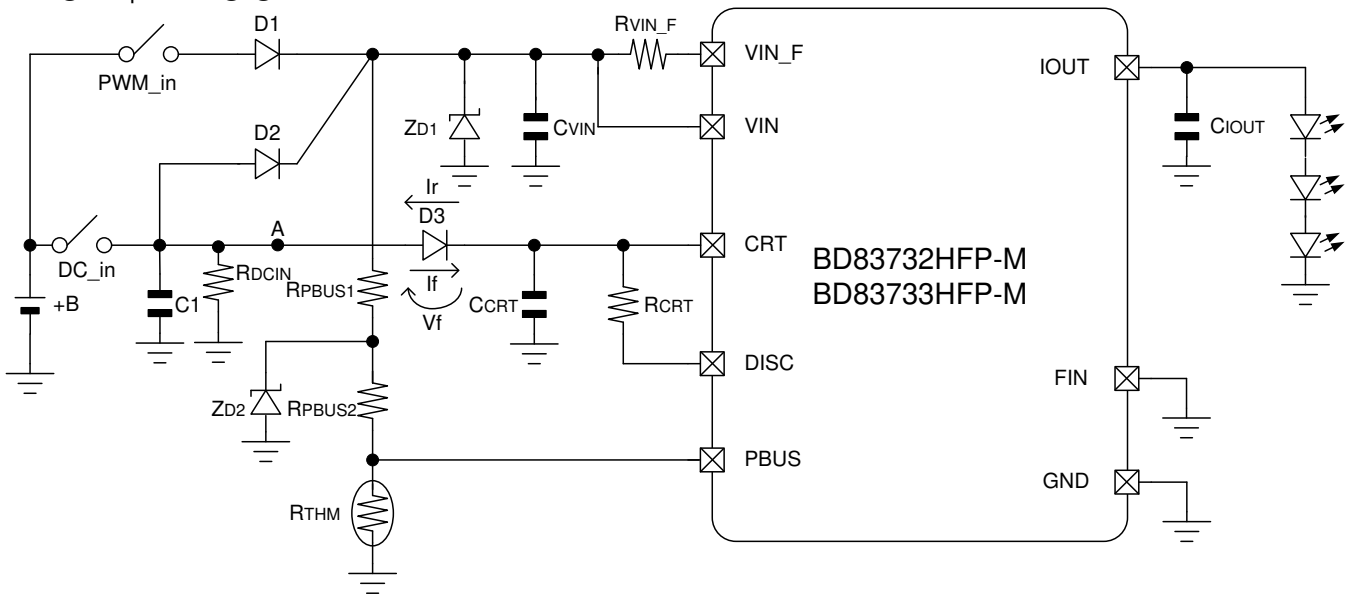 D1
PWM_in
D2
DC_in
+B
C1
RDCIN
A
Ir
D3
If
Vf
RPBUS1
ZD2
RPBUS2
RTHM
ZD1
CVIN
RVIN_F
CCRT
RCRT
VIN_F
VIN
CRT
DISC
PBUS
BD83732HFP-M
BD83733HFP-M
IOUT
FIN
GND
CIOUT